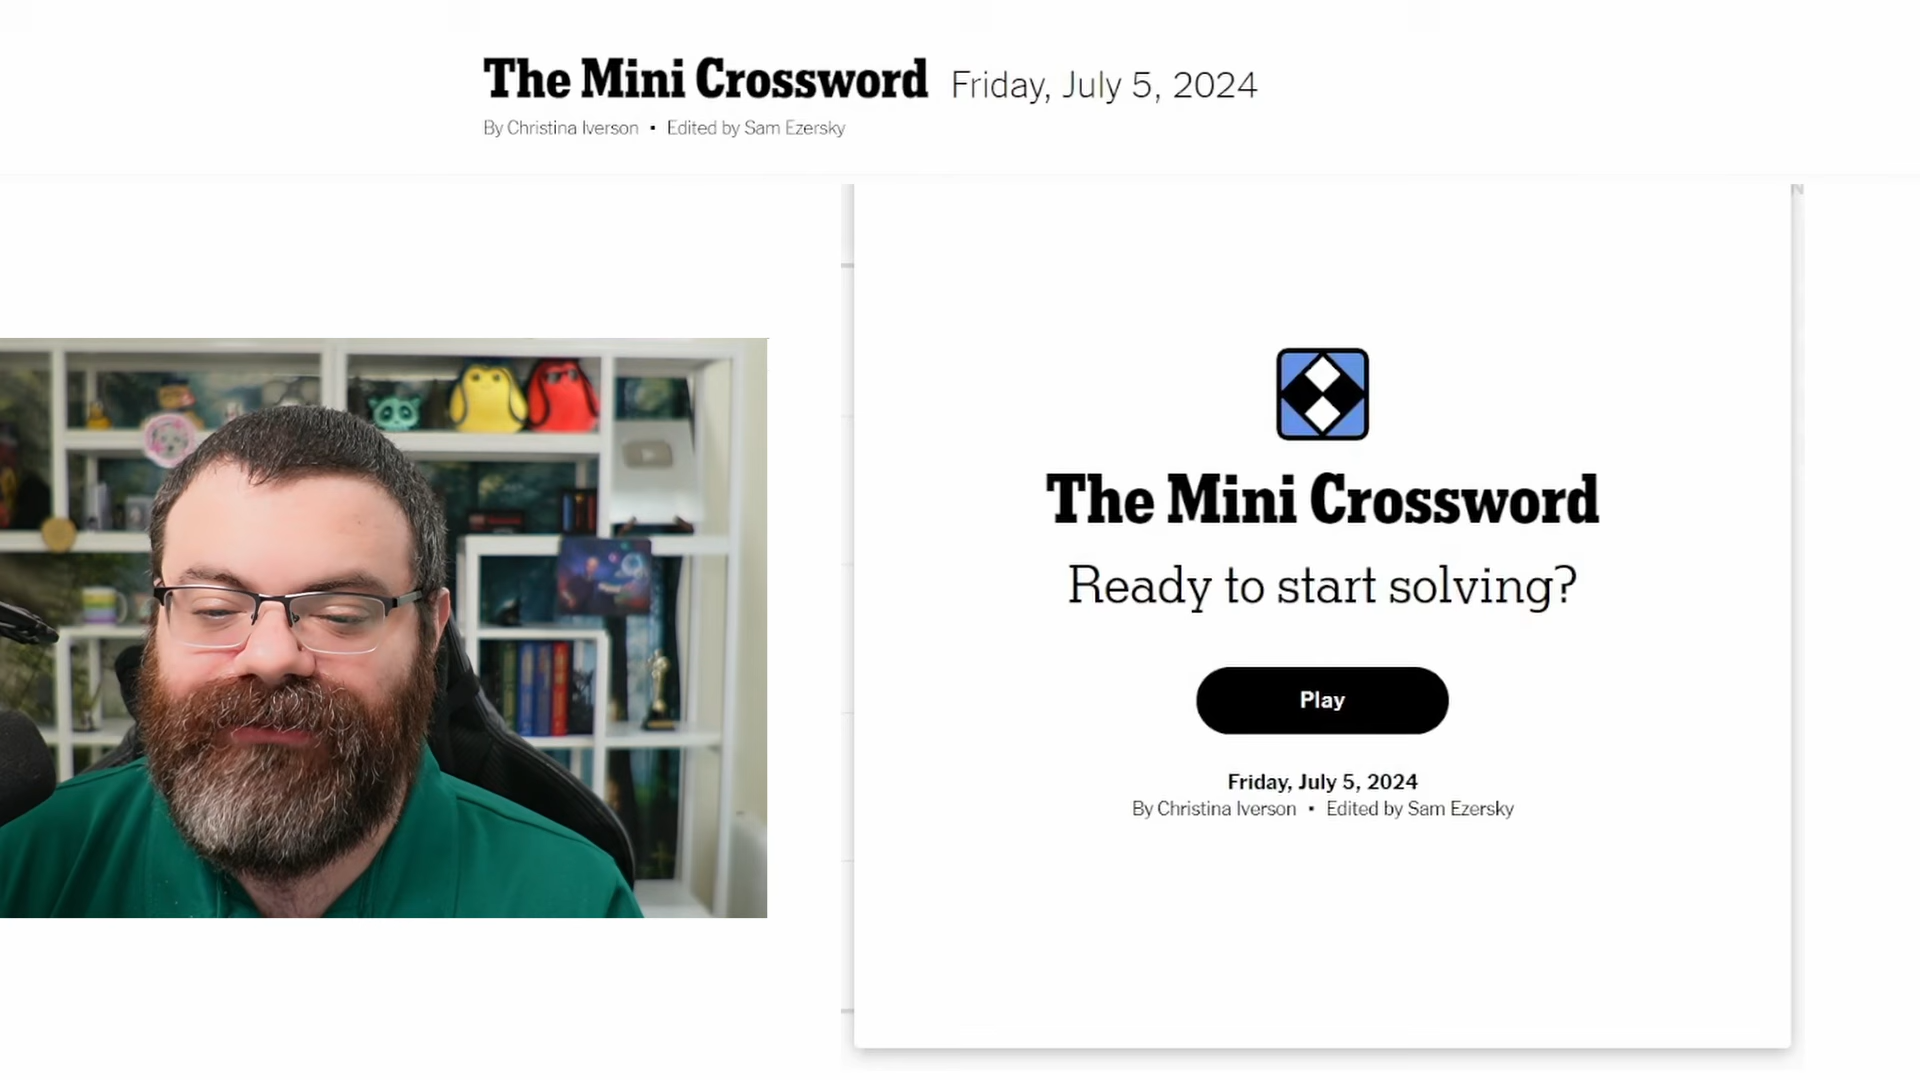 The Mini Crossword Friday, July 5, 2024
By Christina Iverson • Edited by Sam Ezersky
The Mini Crossword
Ready to start solving?
Play
Friday, July 5, 2024
By Christina Iverson • Edited by Sam Ezersky